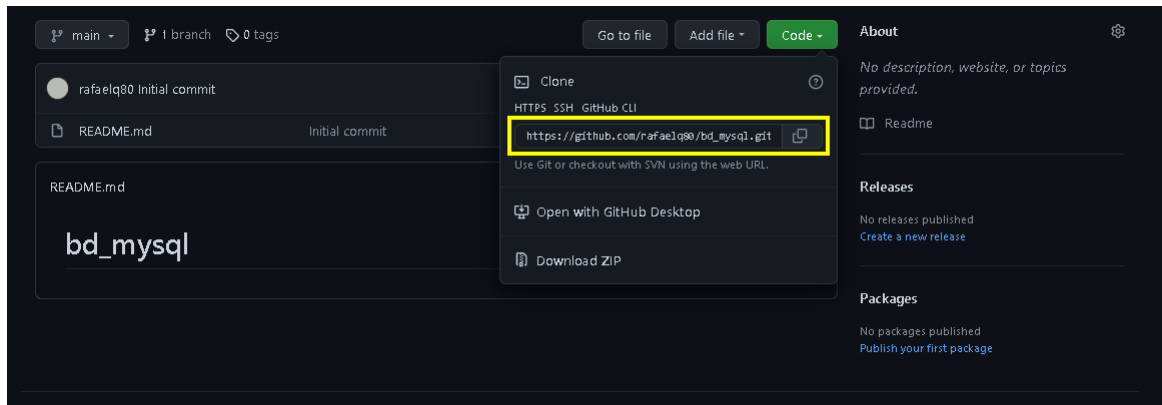 main
1 branch
0 tags
Go to file
Add file
Code
rafaelq80 Initial commit
README.md
Initial commit
README.md
bd_mysql
Clone
HTTPS SSH GitHub CLI
https://github.com/rafaelq80/bd_mysql.git
Use Git or checkout with SVN using the web URL.
Open with GitHub Desktop
Download ZIP
About
No description, website, or topics
provided.
Readme
Releases
No releases published
Create a new release
Packages
No packages published
Publish your first package